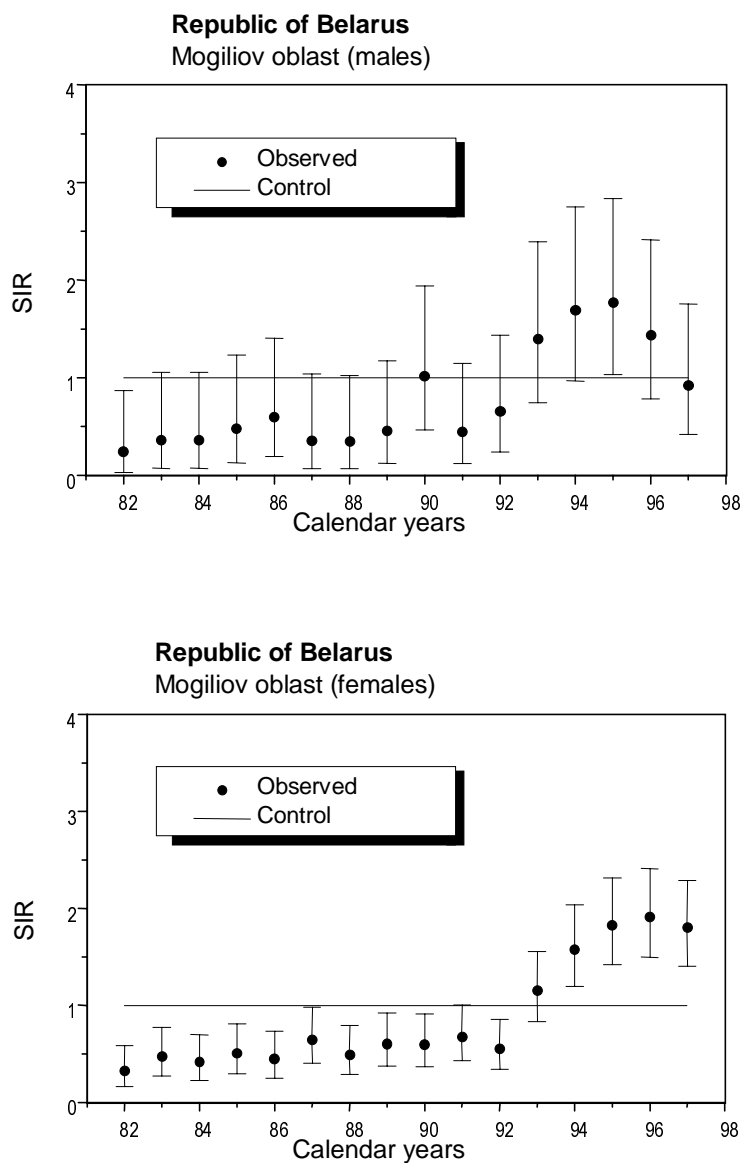 Republic of Belarus
Mogiliov oblast (males)
4
3
2
1
0
SIR
Observed
Control
82 84 86 88 90 92 94 96 98
Calendar years
Republic of Belarus
Mogiliov oblast (females)
4
3
2
1
0
SIR
Observed
Control
82 84 86 88 90 92 94 96 98
Calendar years